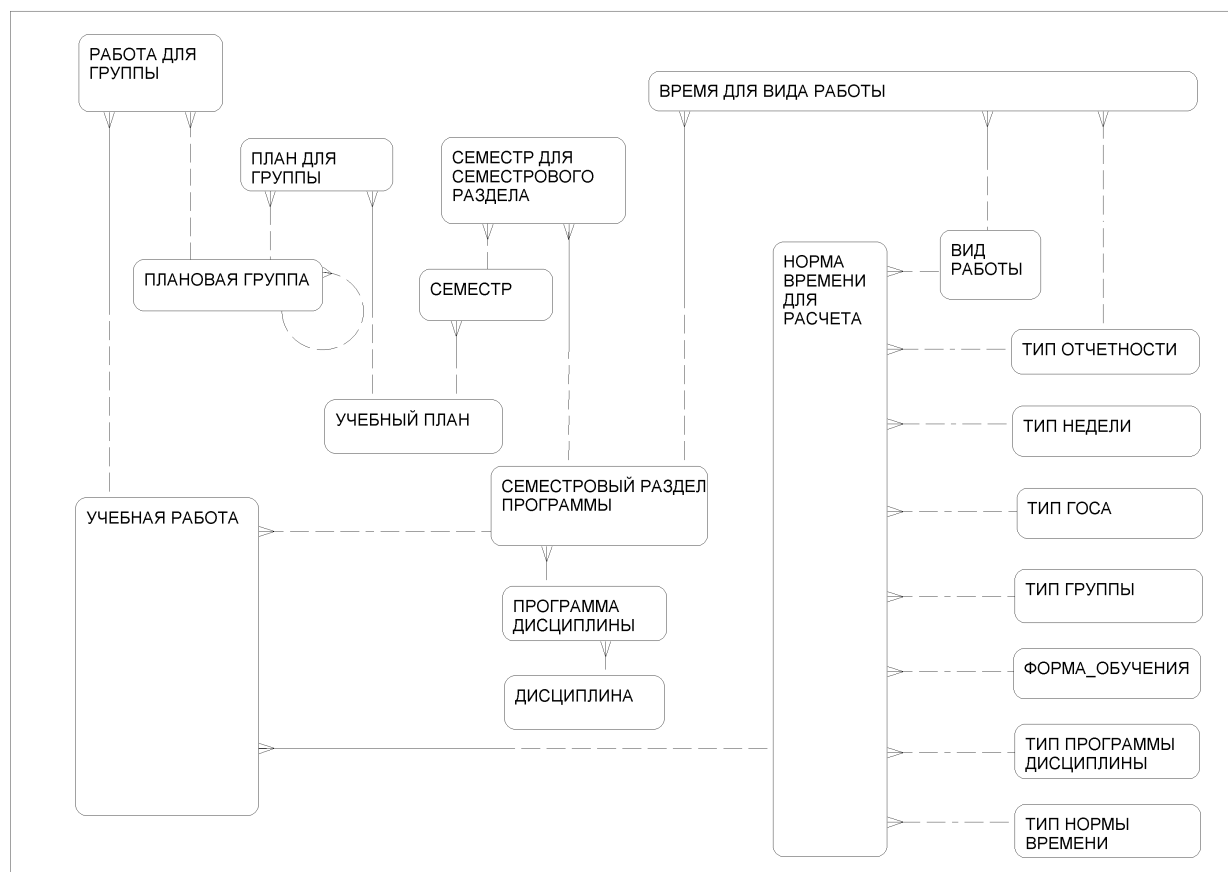 РАБОТА ДЛЯ
ГРУППЫ
ВРЕМЯ ДЛЯ ВИДА РАБОТЫ
ПЛАН ДЛЯ
ГРУППЫ
СЕМЕСТР ДЛЯ
СЕМЕСТРОВОГО
РАЗДЕЛА
ПЛАНОВАЯ ГРУППА
СЕМЕСТР
НОРМА
ВРЕМЕНИ
ДЛЯ
РАСЧЕТА
ВИД
РАБОТЫ
ТИП ОТЧЕТНОСТИ
УЧЕБНЫЙ ПЛАН
ТИП НЕДЕЛИ
СЕМЕСТРОВЫЙ РАЗДЕЛ
ПРОГРАММЫ
УЧЕБНАЯ РАБОТА
ТИП ГОСА
ПРОГРАММА
ДИСЦИПЛИНЫ
ТИП ГРУППЫ
ДИСЦИПЛИНА
ФОРМА_ОБУЧЕНИЯ
ТИП ПРОГРАММЫ
ДИСЦИПЛИНЫ
ТИП НОРМЫ
ВРЕМЕНИ